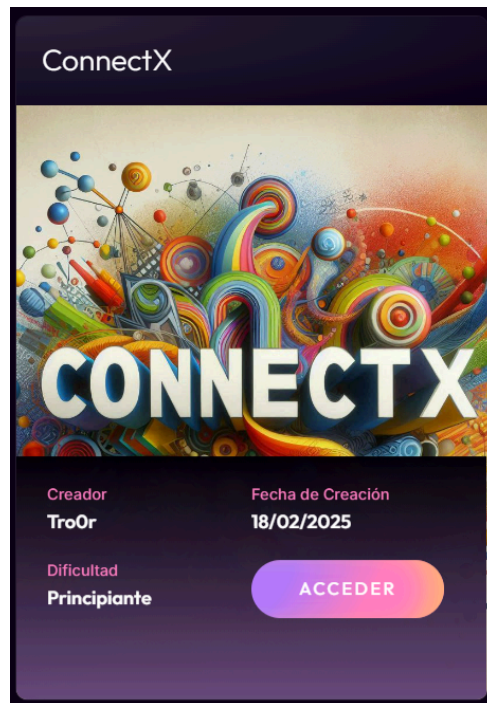 ConnectX
CONNECTX
Creador
Tro0r
Fecha de Creación
18/02/2025
Dificultad
Principiante
ACCEDER